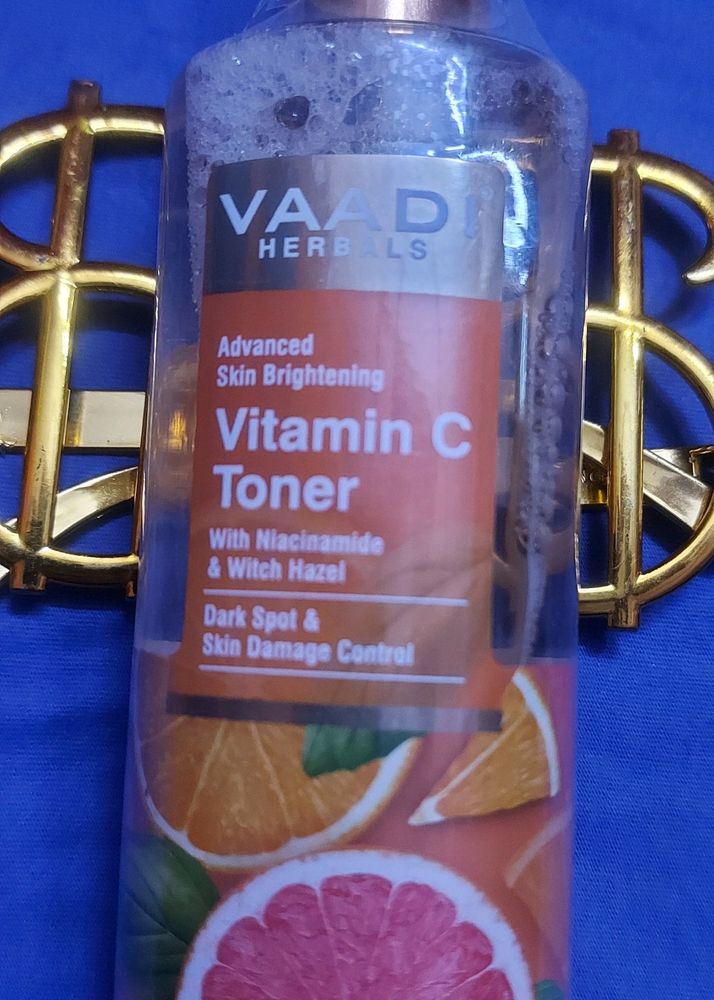 VAADI
HERBALS
Advanced
Skin Brightening
Vitamin C
Toner
With Niacinamide
& Witch Hazel
Dark Spot &
Skin Damage Control